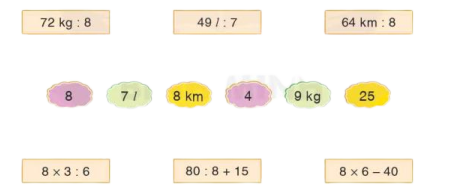 72 kg : 8 49 l : 7 64 km : 8
8 7 l 8 km 4 9 kg 25
8 × 3 : 6 80 : 8 + 15 8 × 6 – 40